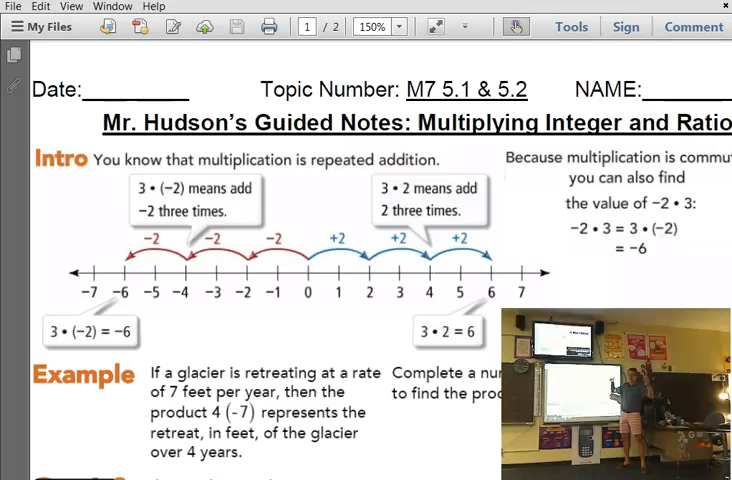 File Edit View Window Help
My Files 1 / 2 150% Tools Sign Comment
Date:________ Topic Number: M7 5.1 & 5.2 NAME:_______
Mr. Hudson's Guided Notes: Multiplying Integer and Ratio
Intro You know that multiplication is repeated addition.
3 • (−2) means add
−2 three times.
3 • 2 means add
2 three times.
−2 −2 −2 +2 +2 +2
−7 −6 −5 −4 −3 −2 −1 0 1 2 3 4 5 6 7
3 • (−2) = −6
3 • 2 = 6
Because multiplication is commu
you can also find
the value of −2 • 3:
−2 • 3 = 3 • (−2)
= −6
Example If a glacier is retreating at a rate
of 7 feet per year, then the
product 4 (−7) represents the
retreat, in feet, of the glacier
over 4 years.
Complete a nu
to find the pro